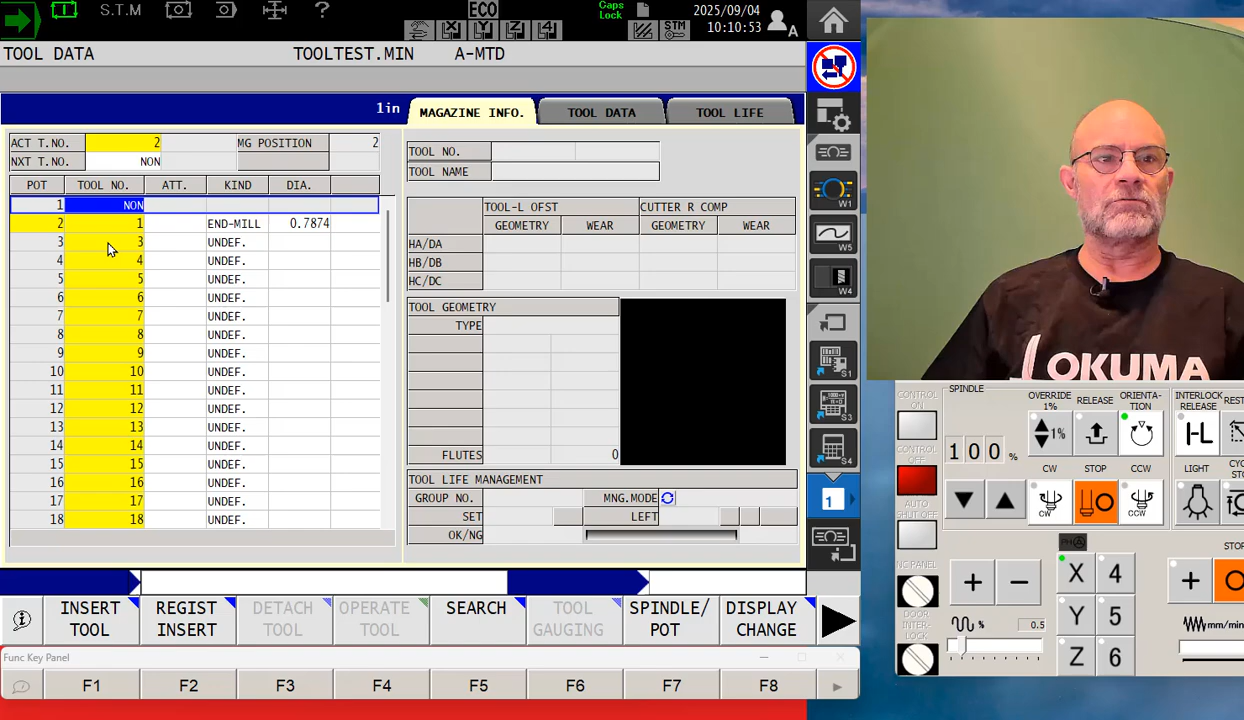 S.T.M
?
ECO
Caps
Lock
2025/09/04
10:10:53
A
X
Y
Z
4
STM
TOOL DATA
TOOLTEST.MIN
A-MTD
1in
MAGAZINE INFO.
TOOL DATA
TOOL LIFE
ACT T.NO. 2 MG POSITION 2
NXT T.NO. NON
POT TOOL NO. ATT. KIND DIA.
1 NON
2 1 END-MILL 0.7874
3 3 UNDEF.
4 4 UNDEF.
5 5 UNDEF.
6 6 UNDEF.
7 7 UNDEF.
8 8 UNDEF.
9 9 UNDEF.
10 10 UNDEF.
11 11 UNDEF.
12 12 UNDEF.
13 13 UNDEF.
14 14 UNDEF.
15 15 UNDEF.
16 16 UNDEF.
17 17 UNDEF.
18 18 UNDEF.
TOOL NO.
TOOL NAME
TOOL-L OFST CUTTER R COMP
GEOMETRY WEAR GEOMETRY WEAR
HA/DA
HB/DB
HC/DC
TOOL GEOMETRY
TYPE
FLUTES 0
TOOL LIFE MANAGEMENT
GROUP NO. MNG.MODE
SET LEFT
OK/NG
W1
W5
W4
S1
S3
S4
1
INSERT
TOOL
REGIST
INSERT
DETACH
TOOL
OPERATE
TOOL
SEARCH
TOOL
GAUGING
SPINDLE/
POT
DISPLAY
CHANGE
Func Key Panel
F1 F2 F3 F4 F5 F6 F7 F8
OKUMA
CONTROL
ON
CONTROL
OFF
AUTO
SHUT OFF
NC PANEL
DOOR
INTER-
LOCK
SPINDLE
OVERRIDE
1%
RELEASE
ORIENTA-
TION
INTERLOCK
RELEASE
100 %
1%
I-L
CW STOP CCW LIGHT
CW
CCW
X 4
Y 5
Z 6
+ −
% 0.5
+
mm/min